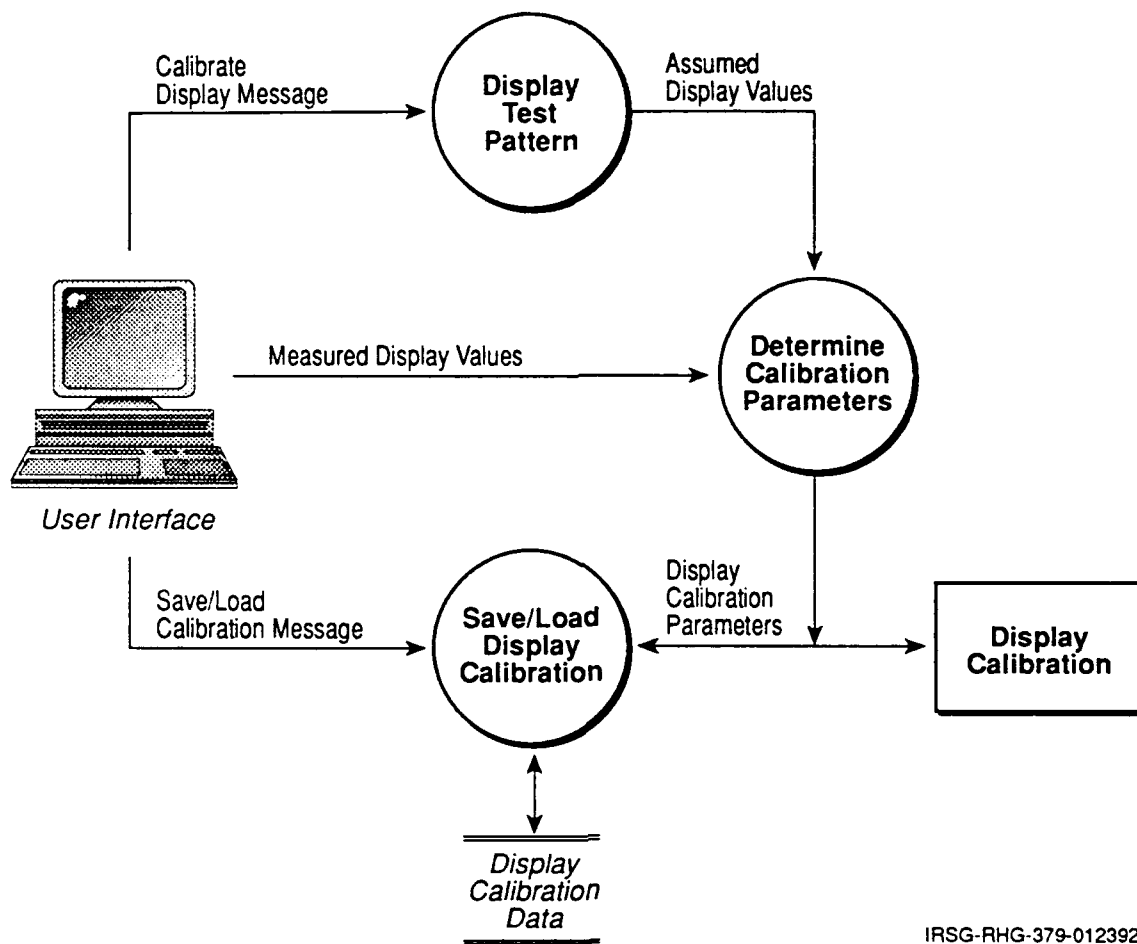 Calibrate
Display Message
Display
Test
Pattern
Assumed
Display Values
Measured Display Values
Determine
Calibration
Parameters
User Interface
Save/Load
Calibration Message
Save/Load
Display
Calibration
Display
Calibration
Parameters
Display
Calibration
Display
Calibration
Data
IRSG-RHG-379-012392